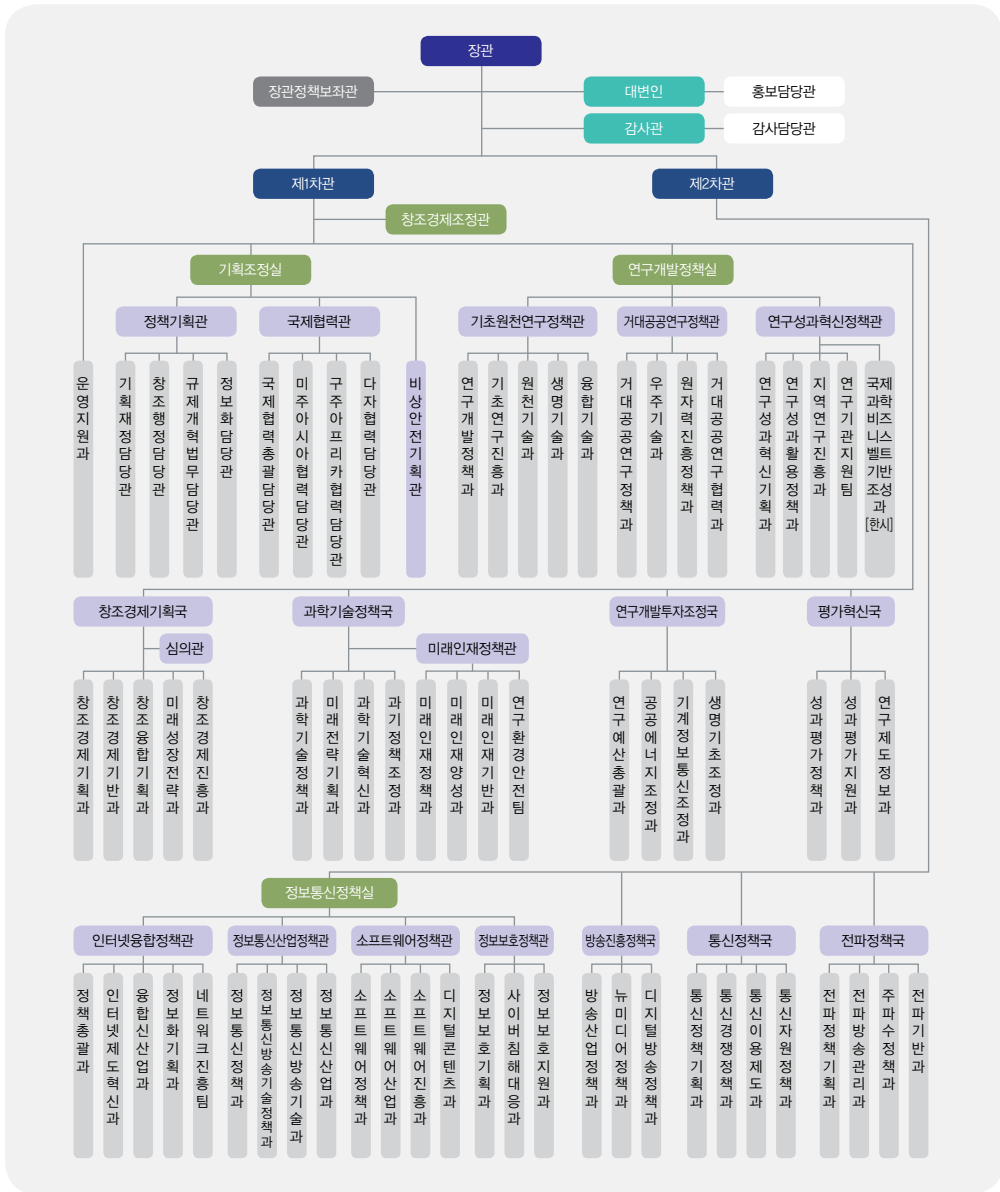 장관
장관정책보좌관
대변인
홍보담당관
감사관
감사담당관
제1차관
제2차관
창조경제조정관
기획조정실
연구개발정책실
정책기획관
국제협력관
기초원천연구정책관
거대공공연구정책관
연구성과혁신정책관
운영지원과
기획재정담당관
창조행정담당관
규제개혁법무담당관
정보화담당관
국제협력총괄담당관
미주아시아협력담당관
구주아프리카협력담당관
다자협력담당관
비상안전기획관
연구개발정책과
기초연구진흥과
원천기술과
생명기술과
융합기술과
거대공공연구정책과
우주기술과
원자력진흥정책과
거대공공연구협력과
연구성과혁신기획과
연구성과활용정책과
지역연구진흥과
연구기관지원팀
국제과학비즈니스벨트기반조성과
[한시]
창조경제기획국
과학기술정책국
연구개발투자조정국
평가혁신국
심의관
미래인재정책관
창조경제기획과
창조경제기반과
창조융합기획과
미래성장전략과
창조경제진흥과
과학기술정책과
미래전략기획과
과학기술혁신과
과기정책조정과
미래인재정책과
미래인재양성과
미래인재기반과
연구환경안전팀
연구예산총괄과
공공에너지조정과
기계정보통신조정과
생명기초조정과
성과평가정책과
성과평가지원과
연구제도정보과
정보통신정책실
인터넷융합정책관
정보통신산업정책관
소프트웨어정책관
정보보호정책관
방송진흥정책국
통신정책국
전파정책국
정책총괄과
인터넷제도혁신과
융합신산업과
정보화기획과
네트워크진흥팀
정보통신정책과
정보통신방송기술정책과
정보통신방송기술과
정보통신산업과
소프트웨어정책과
소프트웨어산업과
소프트웨어진흥과
디지털콘텐츠과
정보보호기획과
사이버침해대응과
정보보호지원과
방송산업정책과
뉴미디어정책과
디지털방송정책과
통신정책기획과
통신경쟁정책과
통신이용제도과
통신자원정책과
전파정책기획과
전파방송관리과
주파수정책과
전파기반과